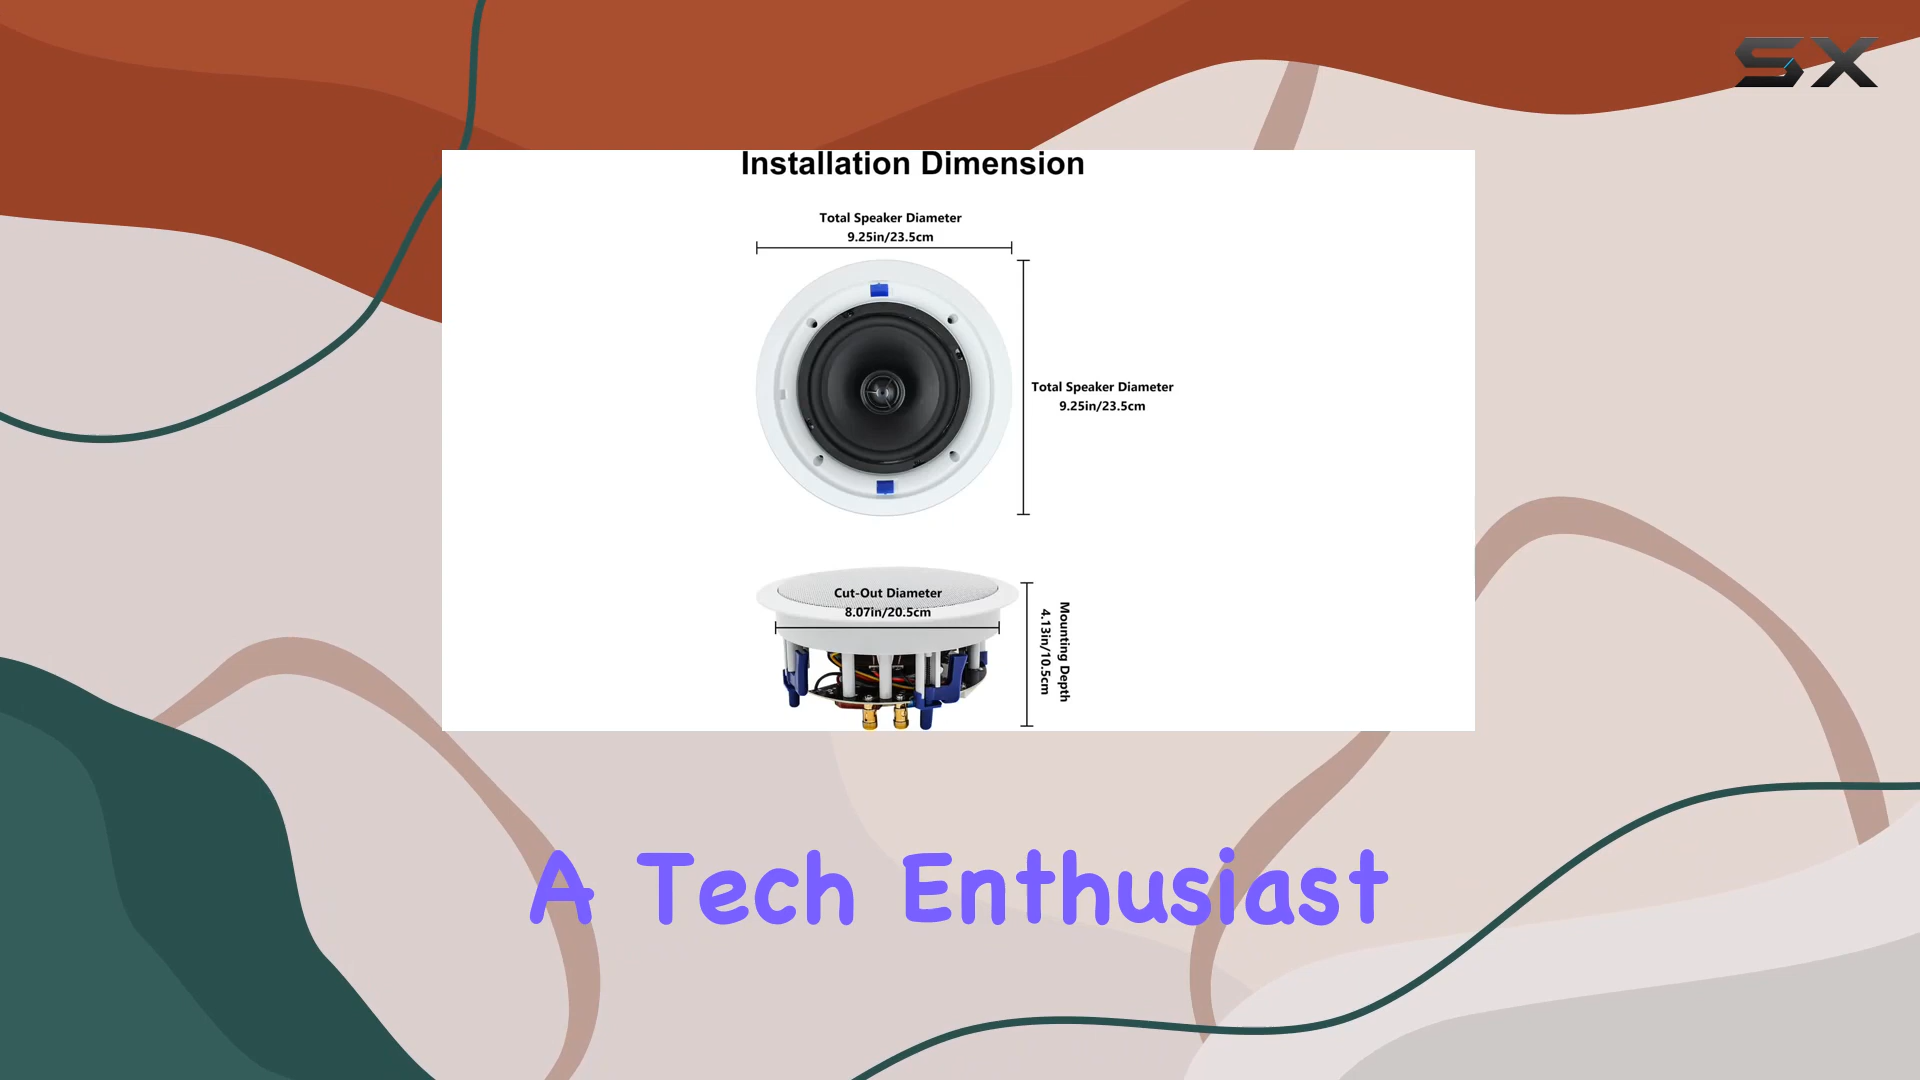 SX
Installation Dimension
Total Speaker Diameter
9.25in/23.5cm
Total Speaker Diameter
9.25in/23.5cm
Cut-Out Diameter
8.07in/20.5cm
Mounting Depth
4.13in/10.5cm
A Tech Enthusiast